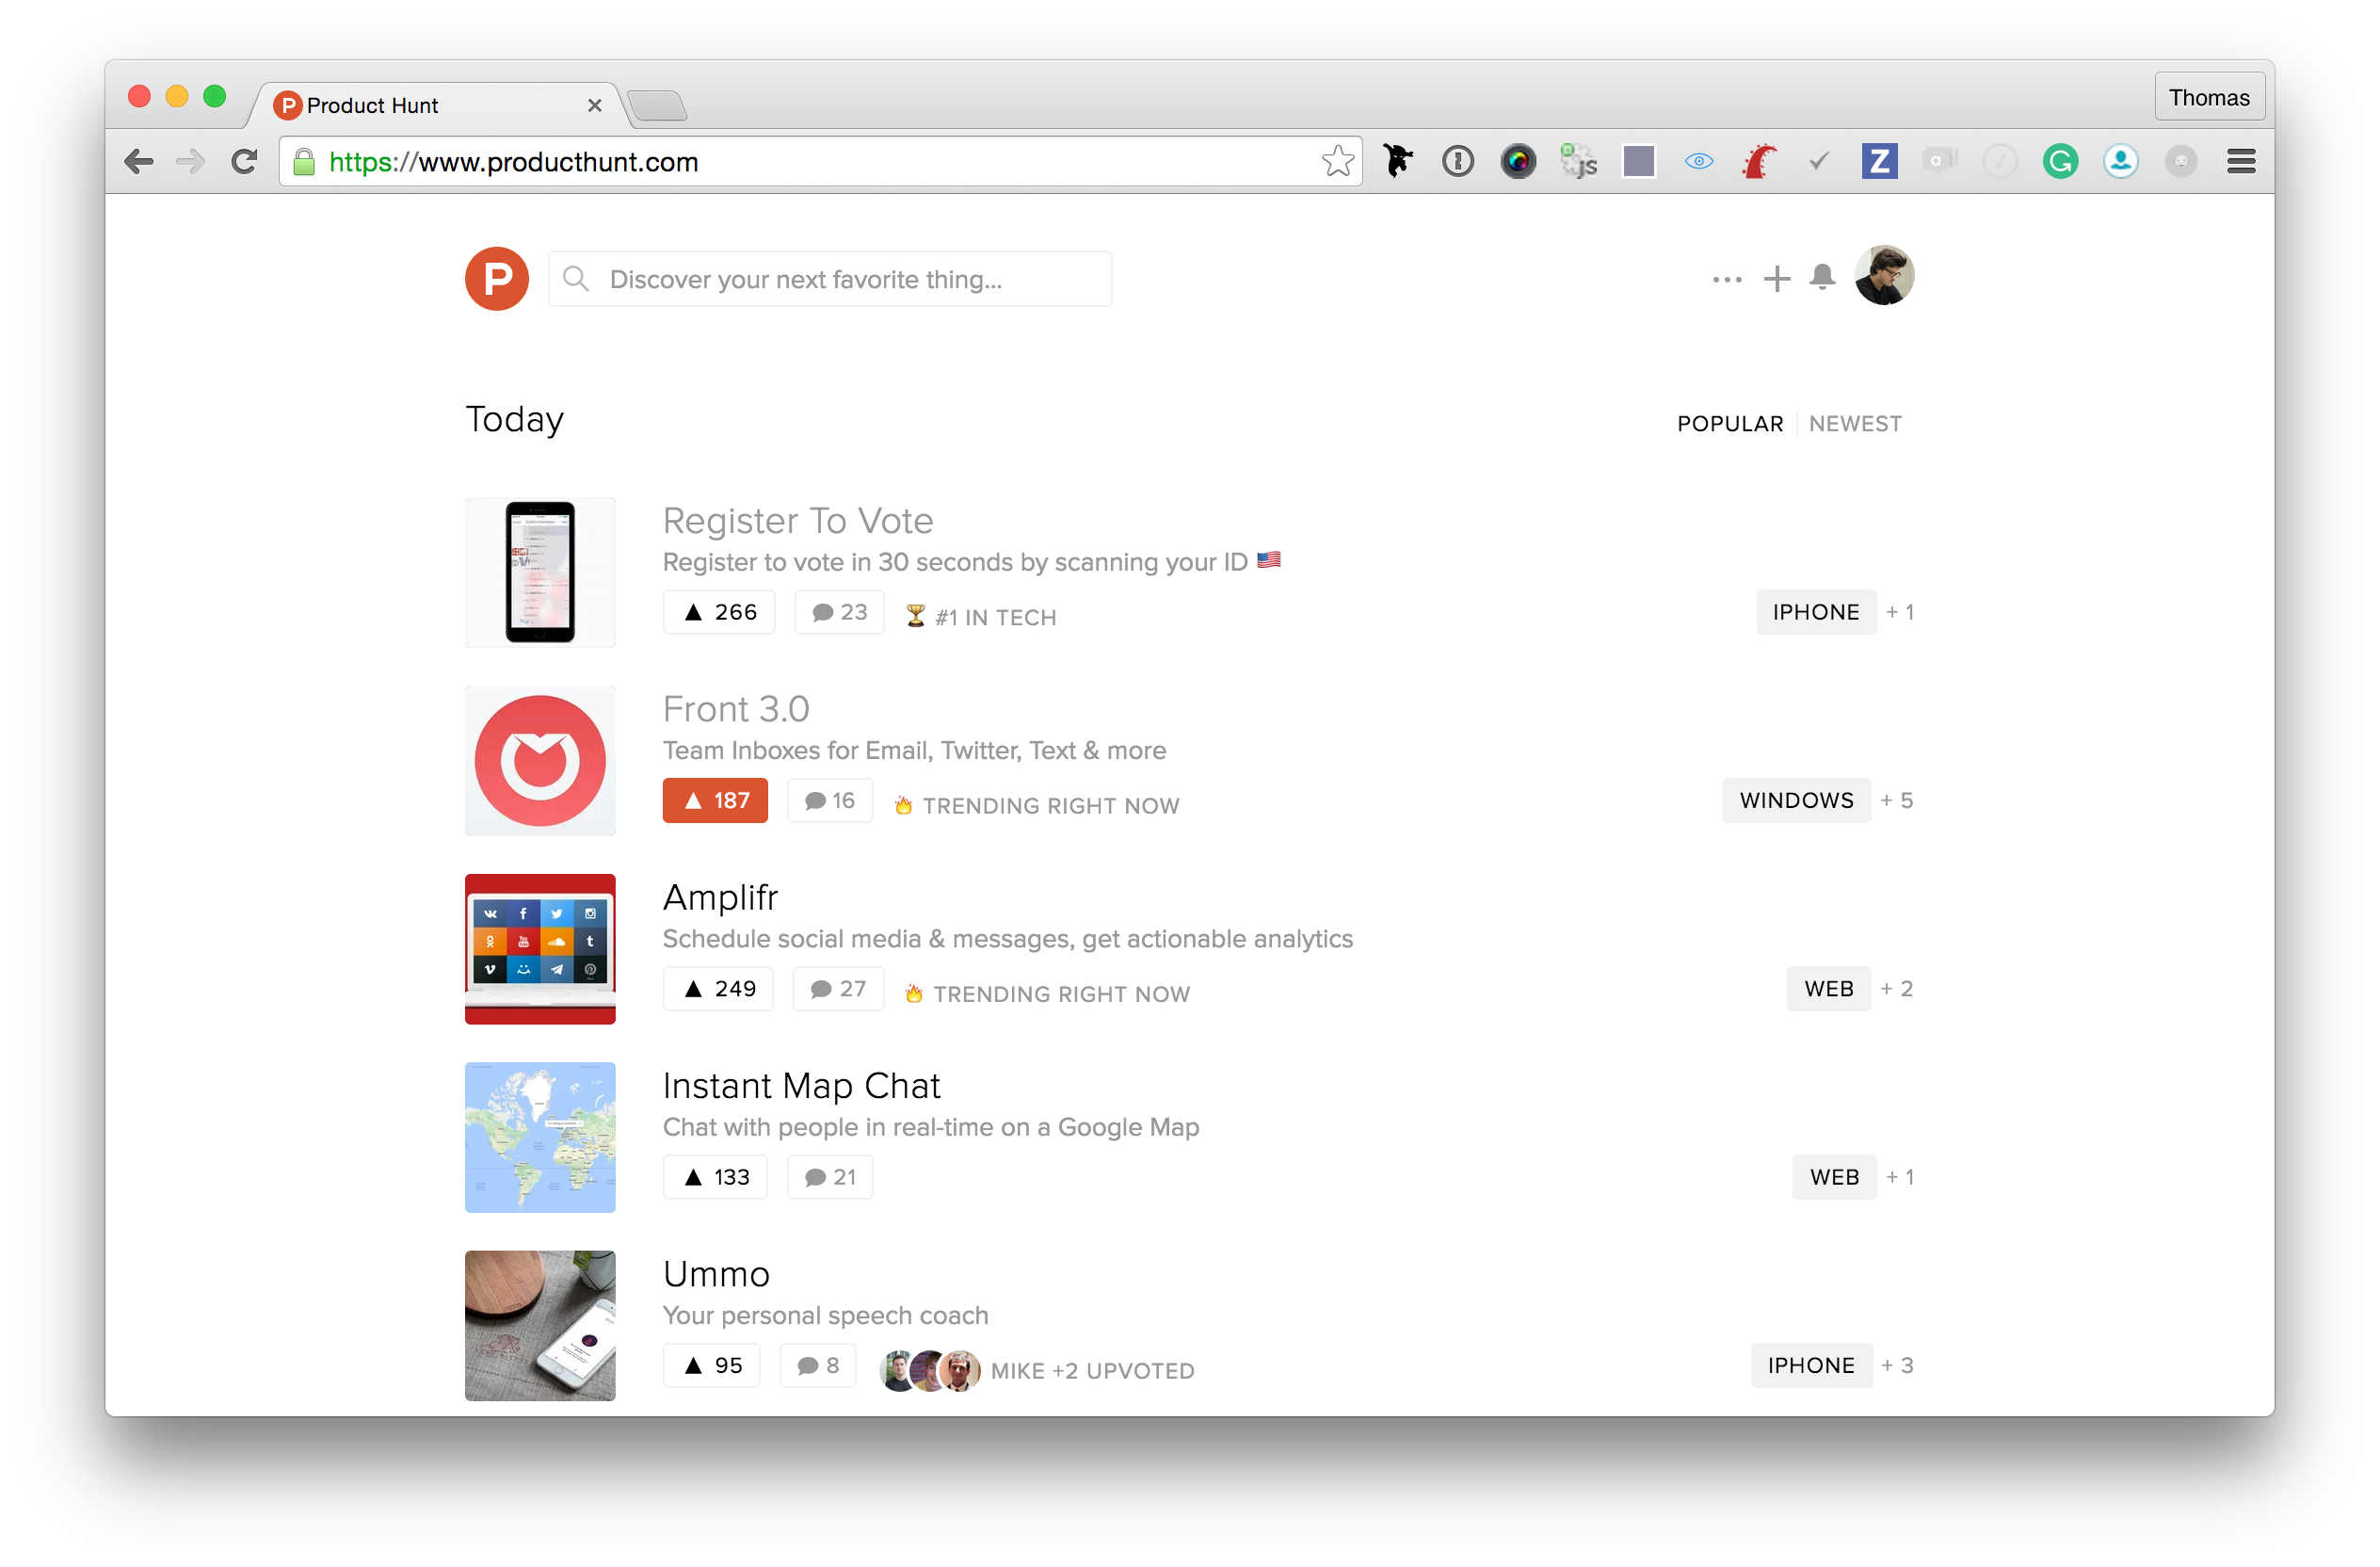 Product Hunt
Thomas
https://www.producthunt.com
js
Z
a
G
P
Discover your next favorite thing...
Today
POPULAR
NEWEST
Register To Vote
Register to vote in 30 seconds by scanning your ID 🇺🇸
266
23
🏆 #1 IN TECH
IPHONE + 1
Front 3.0
Team Inboxes for Email, Twitter, Text & more
187
16
🔥 TRENDING RIGHT NOW
WINDOWS + 5
Amplifr
Schedule social media & messages, get actionable analytics
249
27
🔥 TRENDING RIGHT NOW
WEB + 2
Instant Map Chat
Chat with people in real-time on a Google Map
133
21
WEB + 1
Ummo
Your personal speech coach
95
8
MIKE +2 UPVOTED
IPHONE + 3